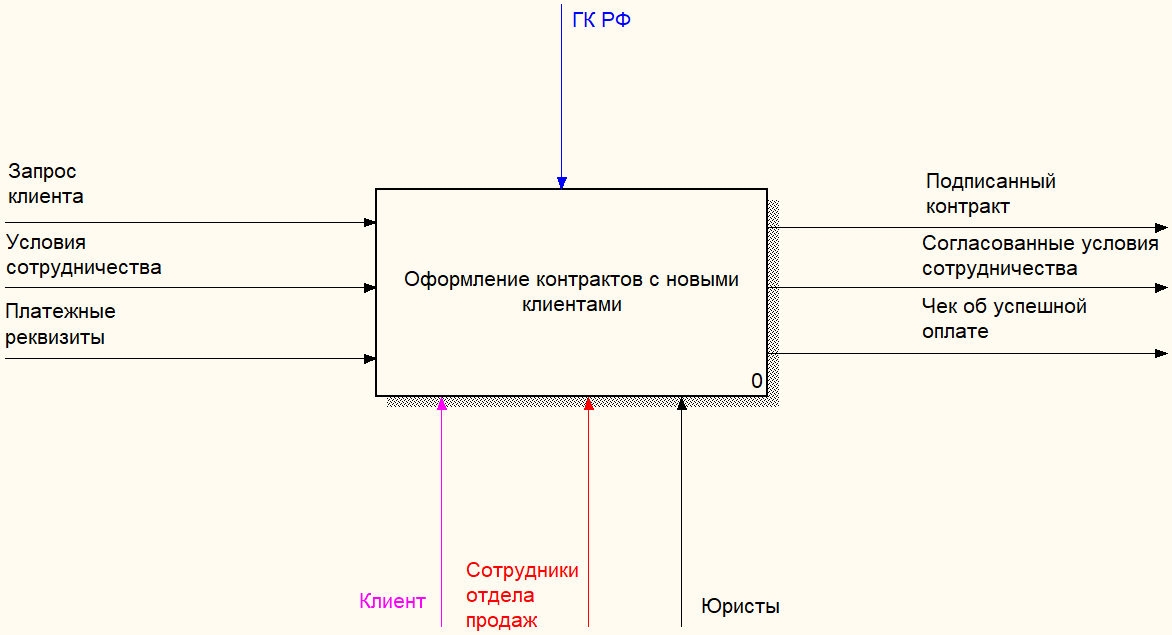 ГК РФ
Запрос
клиента
Условия
сотрудничества
Платежные
реквизиты
Оформление контрактов с новыми
клиентами
0
Подписанный
контракт
Согласованные условия
сотрудничества
Чек об успешной
оплате
Клиент
Сотрудники
отдела
продаж
Юристы